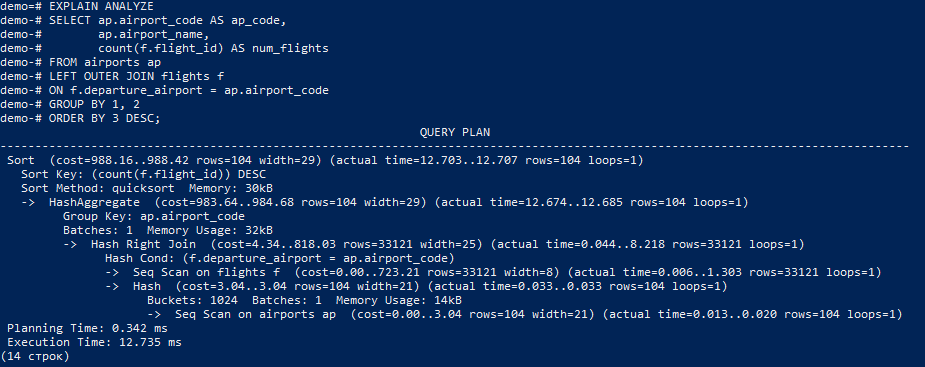 demo=# EXPLAIN ANALYZE
demo-# SELECT ap.airport_code AS ap_code,
demo-#        ap.airport_name,
demo-#        count(f.flight_id) AS num_flights
demo-# FROM airports ap
demo-# LEFT OUTER JOIN flights f
demo-# ON f.departure_airport = ap.airport_code
demo-# GROUP BY 1, 2
demo-# ORDER BY 3 DESC;
QUERY PLAN
-----------------------------------------------------------------------------------------------------------------------------------
Sort  (cost=988.16..988.42 rows=104 width=29) (actual time=12.703..12.707 rows=104 loops=1)
  Sort Key: (count(f.flight_id)) DESC
  Sort Method: quicksort  Memory: 30kB
  ->  HashAggregate  (cost=983.64..984.68 rows=104 width=29) (actual time=12.674..12.685 rows=104 loops=1)
        Group Key: ap.airport_code
        Batches: 1  Memory Usage: 32kB
        ->  Hash Right Join  (cost=4.34..818.03 rows=33121 width=25) (actual time=0.044..8.218 rows=33121 loops=1)
              Hash Cond: (f.departure_airport = ap.airport_code)
              ->  Seq Scan on flights f  (cost=0.00..723.21 rows=33121 width=8) (actual time=0.006..1.303 rows=33121 loops=1)
              ->  Hash  (cost=3.04..3.04 rows=104 width=21) (actual time=0.033..0.033 rows=104 loops=1)
                    Buckets: 1024  Batches: 1  Memory Usage: 14kB
                    ->  Seq Scan on airports ap  (cost=0.00..3.04 rows=104 width=21) (actual time=0.013..0.020 rows=104 loops=1)
Planning Time: 0.342 ms
Execution Time: 12.735 ms
(14 строк)